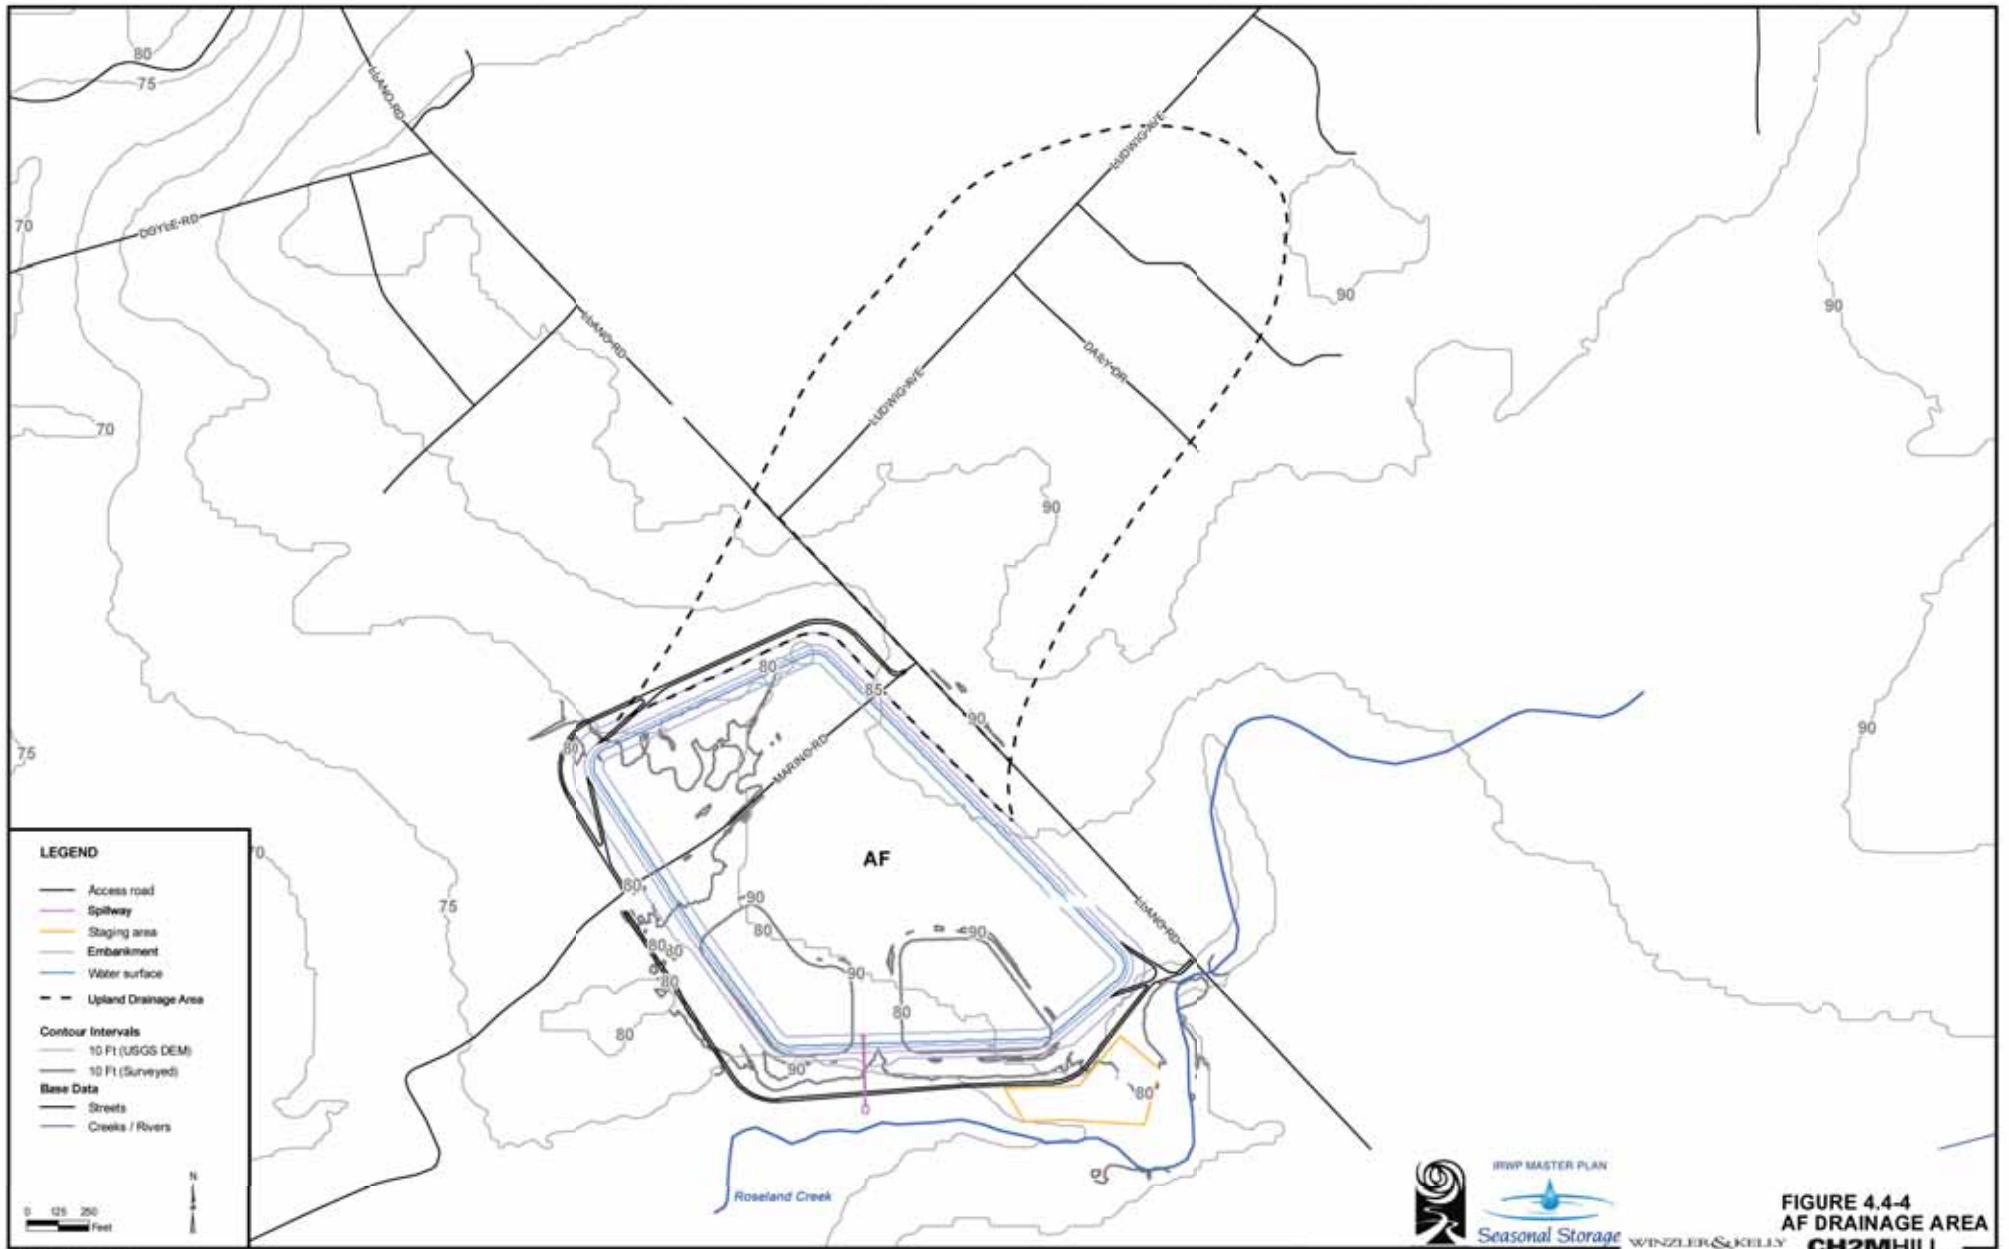 80
75
LLANO RD
LUDWIG AVE
70
DOYLE RD
90
90
LLANO RD
DAILY DR
LUDWIG AVE
70
90
80
85
90
90
75
80
MARINO RD
AF
70
80
75
90
80
90
LLANO RD
80
80
90
80
80
80
90
80
Roseland Creek
LEGEND
Access road
Spillway
Staging area
Embankment
Water surface
Upland Drainage Area
Contour Intervals
10 Ft (USGS DEM)
10 Ft (Surveyed)
Base Data
Streets
Creeks / Rivers
N
0 125 250
Feet
IRWP MASTER PLAN
Seasonal Storage
WINZLER & KELLY
FIGURE 4.4-4
AF DRAINAGE AREA
CH2MHILL